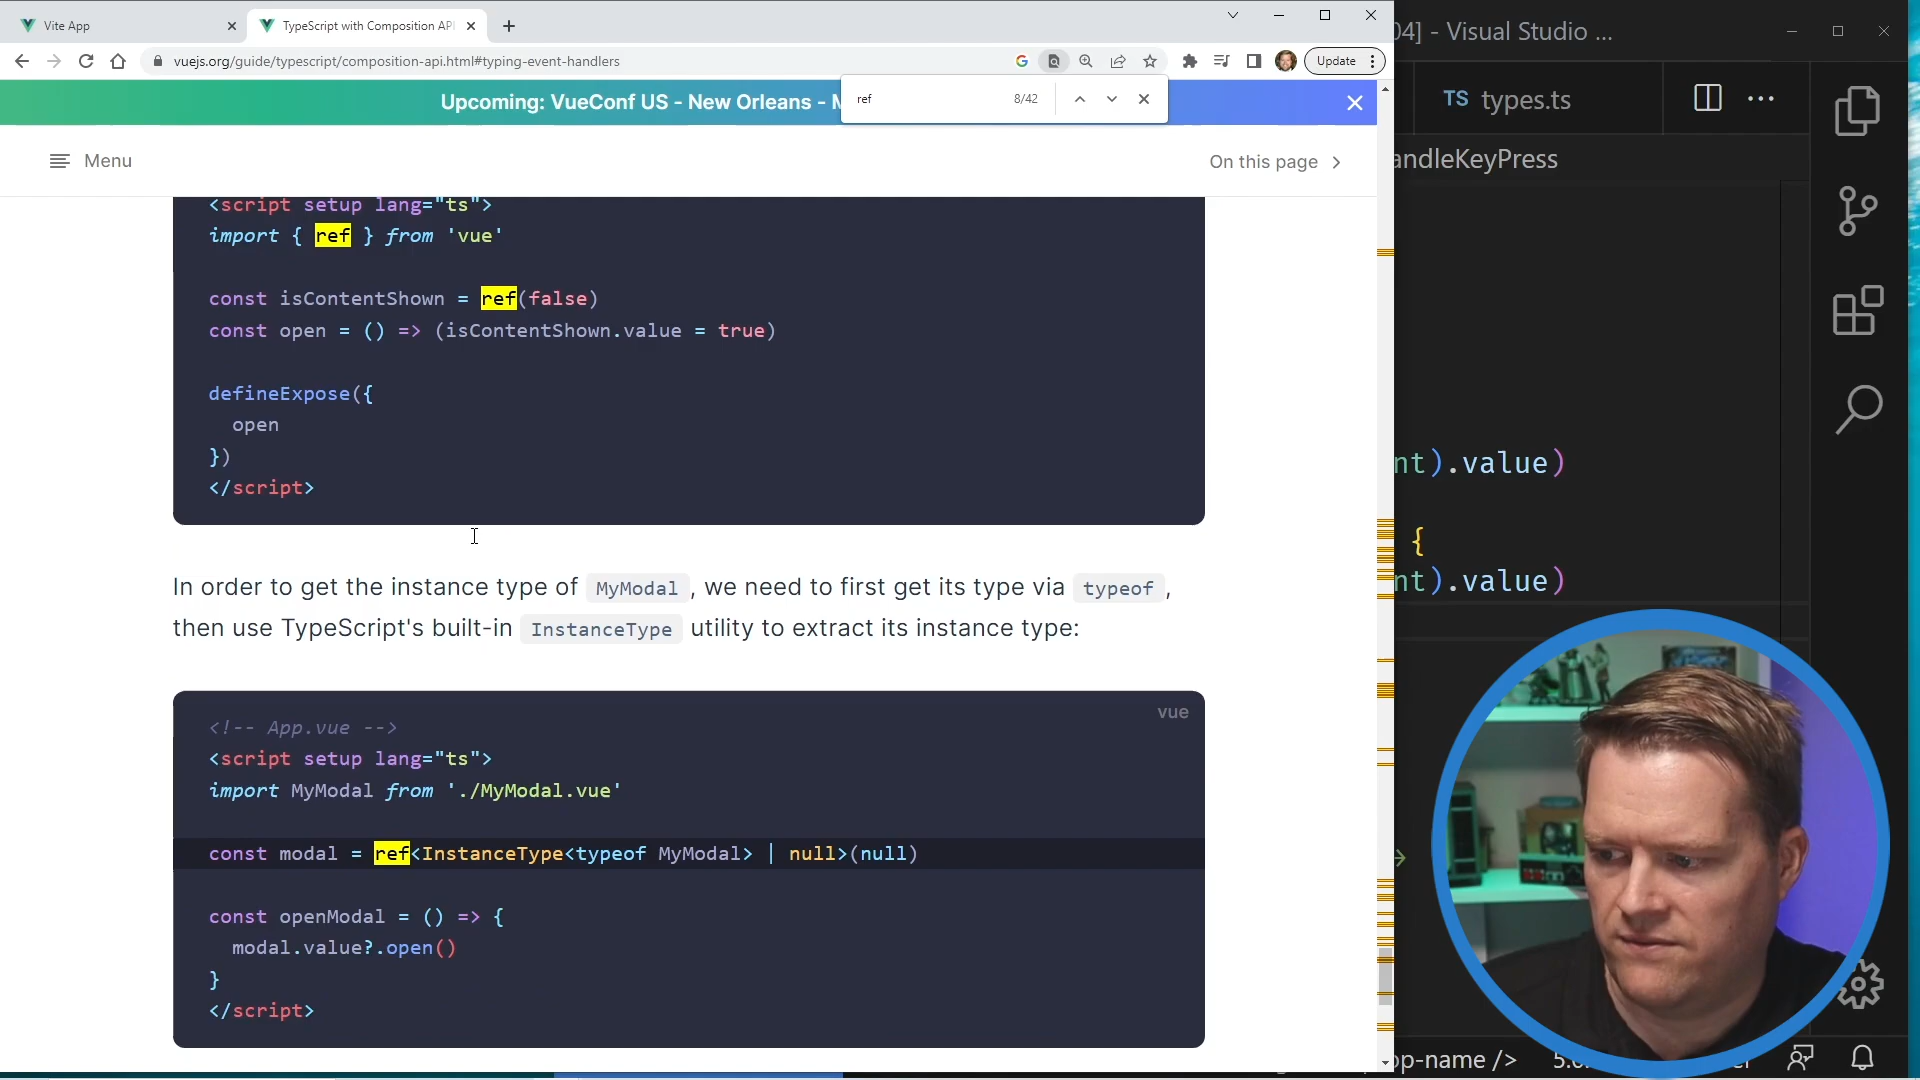 Vite App
TypeScript with Composition API
04] - Visual Studio ...
vuejs.org/guide/typescript/composition-api.html#typing-event-handlers
Update
Upcoming: VueConf US - New Orleans - M
ref
8/42
TS types.ts
Menu
On this page
andleKeyPress
<script setup lang="ts">
import { ref } from 'vue'
const isContentShown = ref(false)
const open = () => (isContentShown.value = true)
defineExpose({
open
})
</script>
nt).value)
{
nt).value)
In order to get the instance type of MyModal, we need to first get its type via typeof,
then use TypeScript's built-in InstanceType utility to extract its instance type:
vue
<!-- App.vue -->
<script setup lang="ts">
import MyModal from './MyModal.vue'
const modal = ref<InstanceType<typeof MyModal> | null>(null)
const openModal = () => {
modal.value?.open()
}
</script>
op-name />